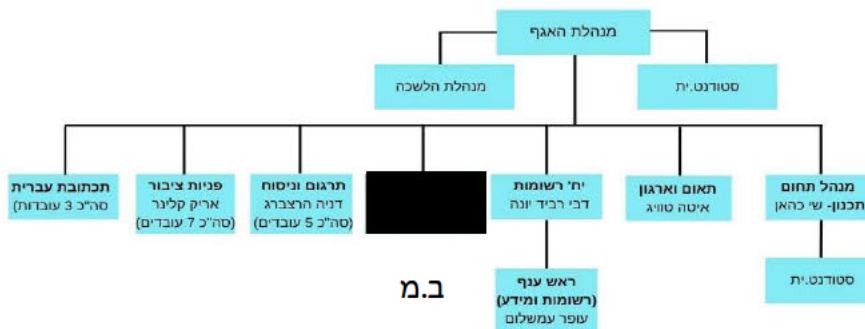 מנהלת האגף
מנהלת הלשכה
סטודנט.ית
מנהל תחום
תכנון- שי כהאן
תאום וארגון
איטה טוויג
יח' רשומות
דבי רביד יונה
תרגום וניסוח
דניה הרצברג
(סה"כ 5 עובדים)
פניות ציבור
אריק קלינר
(סה"כ 7 עובדים)
תכתובת עברית
סה"כ 3 עובדות)
סטודנט.ית
ראש ענף
(רשומות ומידע)
עופר עמשלום
ב.מ